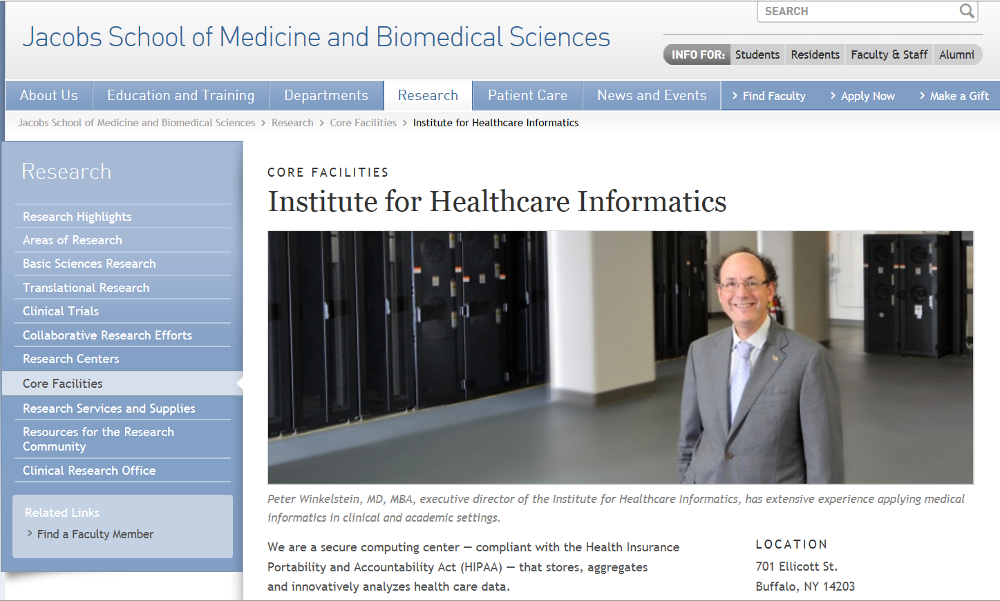 SEARCH
Jacobs School of Medicine and Biomedical Sciences
INFO FOR: Students Residents Faculty & Staff Alumni
About Us Education and Training Departments Research Patient Care News and Events > Find Faculty > Apply Now > Make a Gift
Jacobs School of Medicine and Biomedical Sciences > Research > Core Facilities > Institute for Healthcare Informatics
Research
Research Highlights
Areas of Research
Basic Sciences Research
Translational Research
Clinical Trials
Collaborative Research Efforts
Research Centers
Core Facilities
Research Services and Supplies
Resources for the Research
Community
Clinical Research Office
Related Links
> Find a Faculty Member
CORE FACILITIES
Institute for Healthcare Informatics
Peter Winkelstein, MD, MBA, executive director of the Institute for Healthcare Informatics, has extensive experience applying medical
informatics in clinical and academic settings.
We are a secure computing center — compliant with the Health Insurance
Portability and Accountability Act (HIPAA) — that stores, aggregates
and innovatively analyzes health care data.
LOCATION
701 Ellicott St.
Buffalo, NY 14203